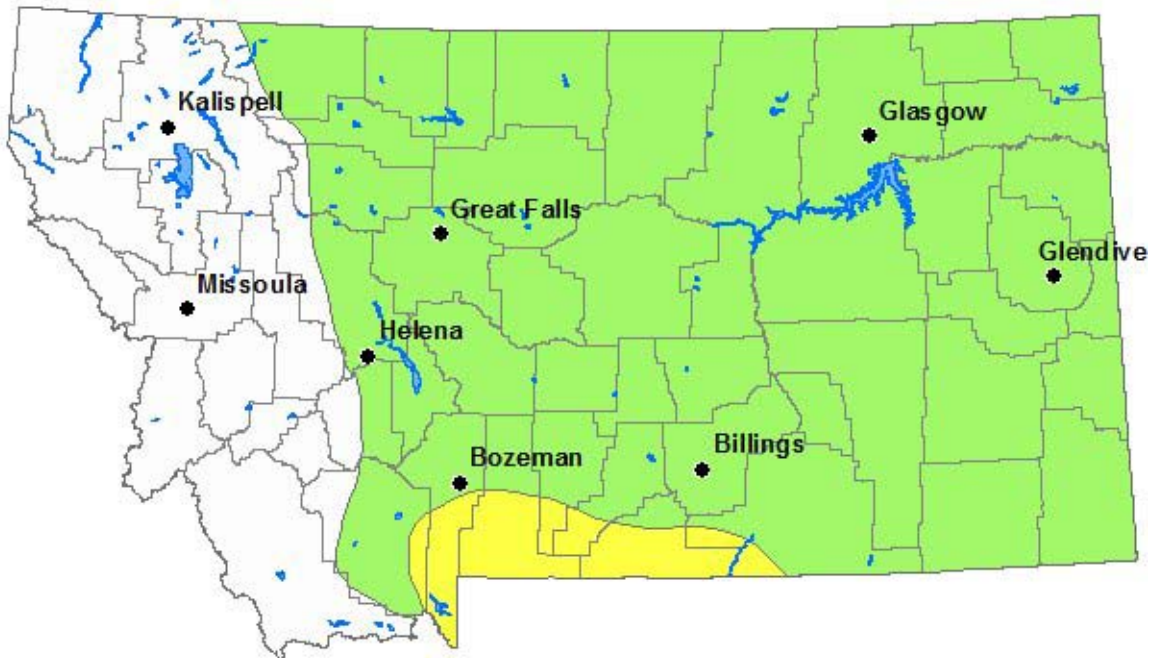 Kalispell
Glasgow
Great Falls
Glendive
Missoula
Helena
Billings
Bozeman